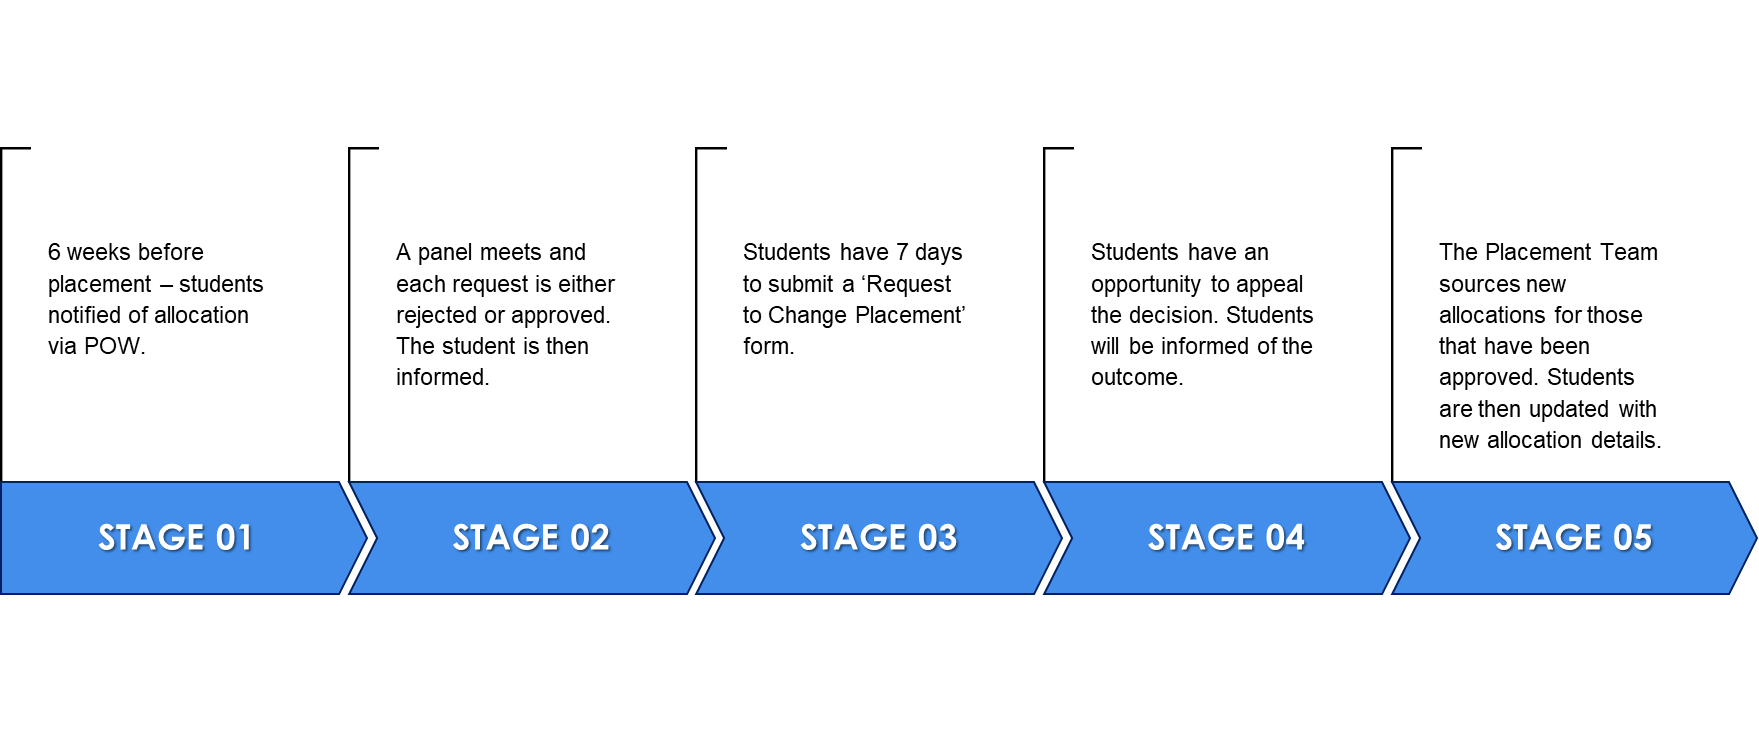 6 weeks before
placement – students
notified of allocation
via POW.
A panel meets and
each request is either
rejected or approved.
The student is then
informed.
Students have 7 days
to submit a ‘Request
to Change Placement’
form.
Students have an
opportunity to appeal
the decision. Students
will be informed of the
outcome.
The Placement Team
sources new
allocations for those
that have been
approved. Students
are then updated with
new allocation details.
STAGE 01
STAGE 02
STAGE 03
STAGE 04
STAGE 05